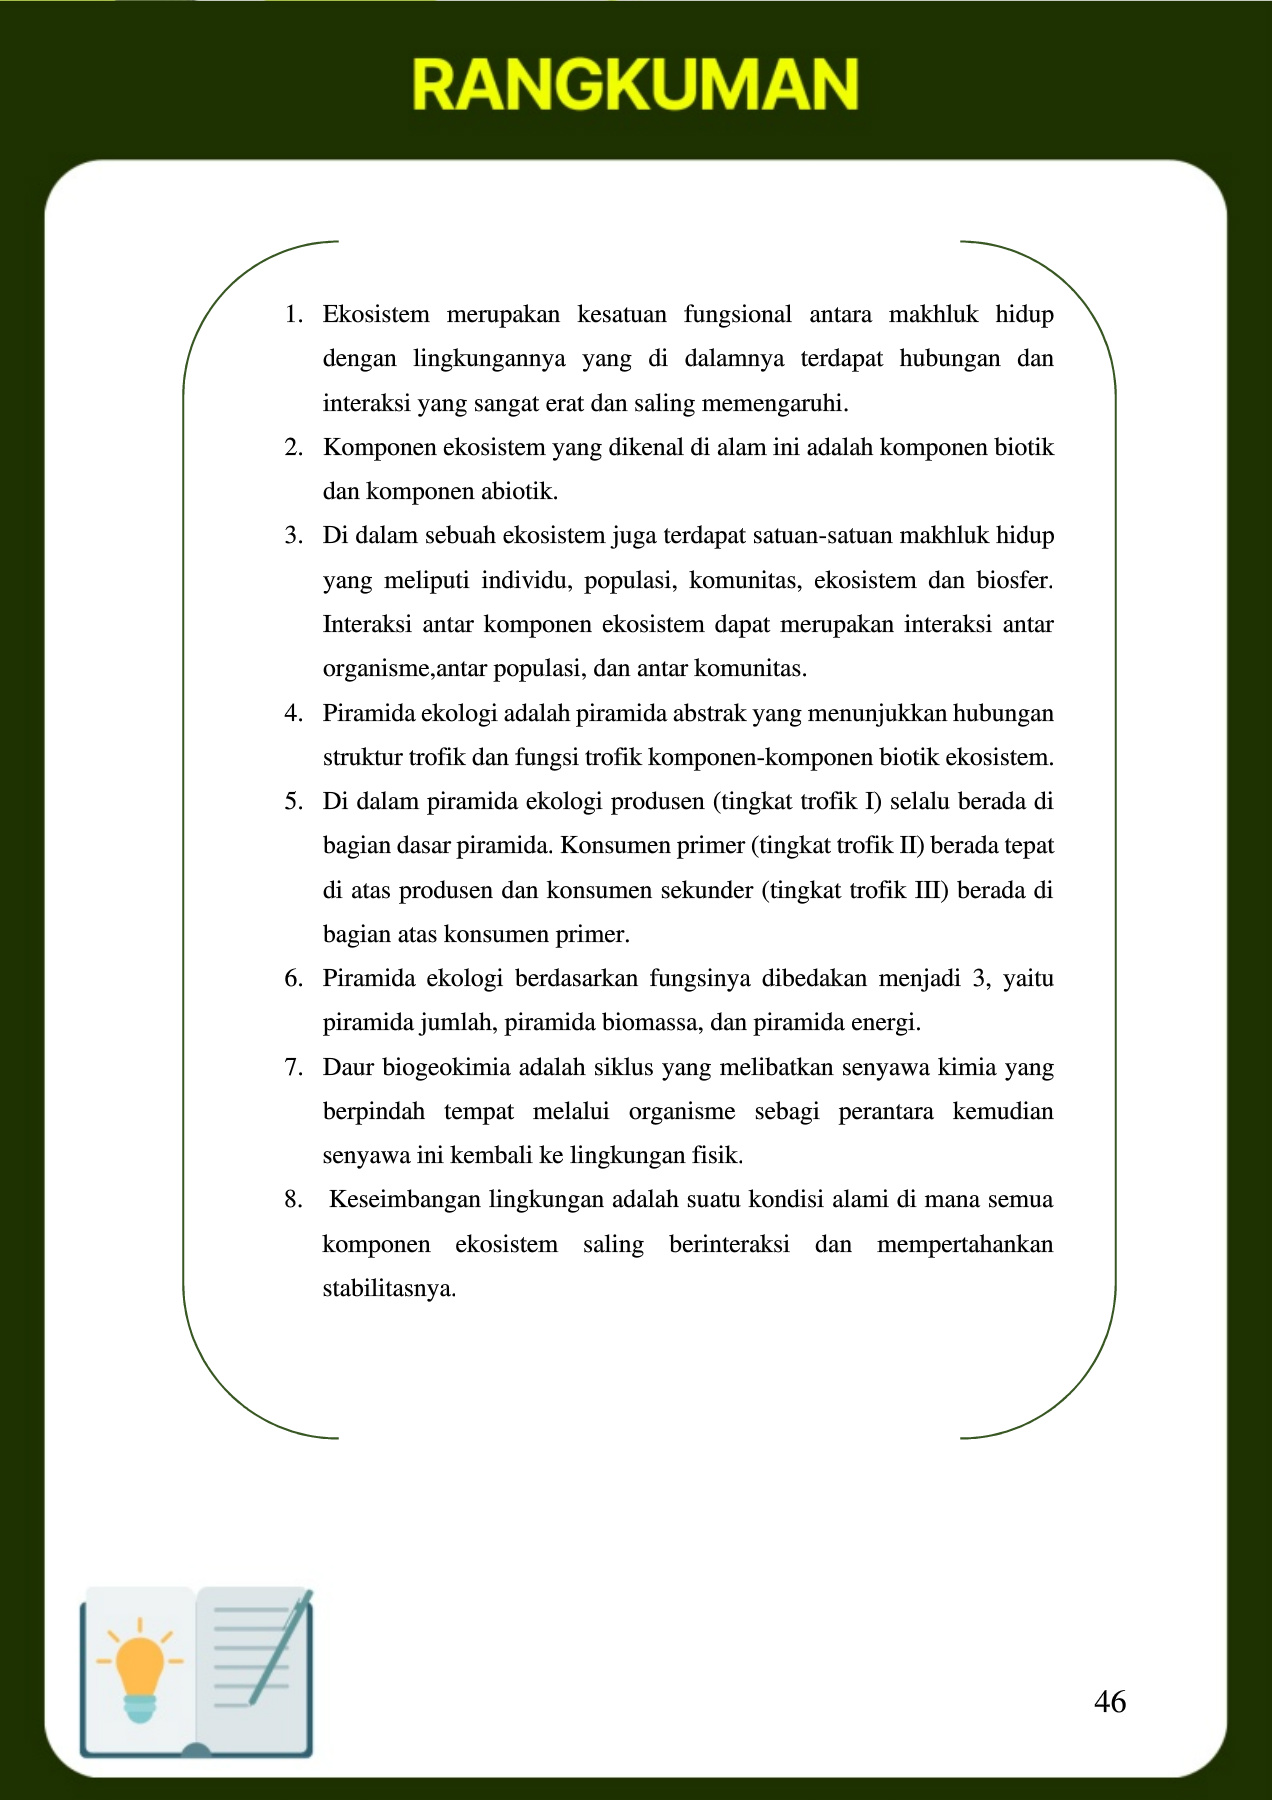 RANGKUMAN
1. Ekosistem merupakan kesatuan fungsional antara makhluk hidup
dengan lingkungannya yang di dalamnya terdapat hubungan dan
interaksi yang sangat erat dan saling memengaruhi.
2. Komponen ekosistem yang dikenal di alam ini adalah komponen biotik
dan komponen abiotik.
3. Di dalam sebuah ekosistem juga terdapat satuan-satuan makhluk hidup
yang meliputi individu, populasi, komunitas, ekosistem dan biosfer.
Interaksi antar komponen ekosistem dapat merupakan interaksi antar
organisme,antar populasi, dan antar komunitas.
4. Piramida ekologi adalah piramida abstrak yang menunjukkan hubungan
struktur trofik dan fungsi trofik komponen-komponen biotik ekosistem.
5. Di dalam piramida ekologi produsen (tingkat trofik I) selalu berada di
bagian dasar piramida. Konsumen primer (tingkat trofik II) berada tepat
di atas produsen dan konsumen sekunder (tingkat trofik III) berada di
bagian atas konsumen primer.
6. Piramida ekologi berdasarkan fungsinya dibedakan menjadi 3, yaitu
piramida jumlah, piramida biomassa, dan piramida energi.
7. Daur biogeokimia adalah siklus yang melibatkan senyawa kimia yang
berpindah tempat melalui organisme sebagi perantara kemudian
senyawa ini kembali ke lingkungan fisik.
8. Keseimbangan lingkungan adalah suatu kondisi alami di mana semua
komponen ekosistem saling berinteraksi dan mempertahankan
stabilitasnya.
46